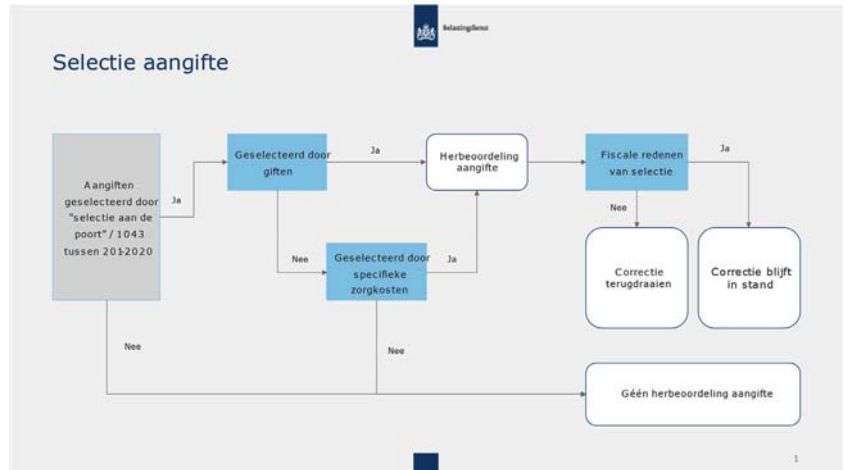 Belastingdienst
Selectie aangifte
Aangiften
geselecteerd door
"selectie aan de
poort" / 1043
tussen 201-2020
Ja
Geselecteerd door
giften
Ja
Herbeoordeling
aangifte
Fiscale redenen
van selectie
Ja
Nee
Nee
Geselecteerd door
specifieke
zorgkosten
Ja
Correctie
terugdraaien
Correctie blijft
in stand
Nee
Nee
Géén herbeoordeling aangifte
1